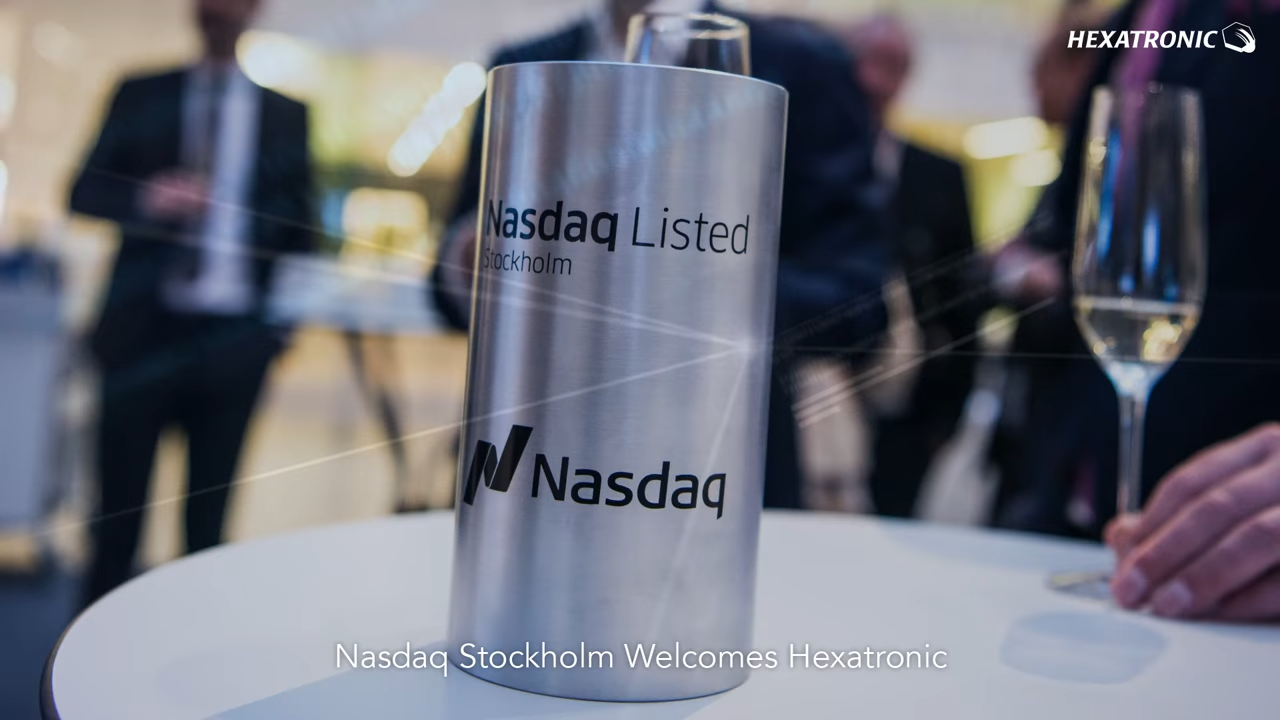 HEXATRONIC
Nasdaq Listed
Stockholm
Nasdaq
Nasdaq Stockholm Welcomes Hexatronic